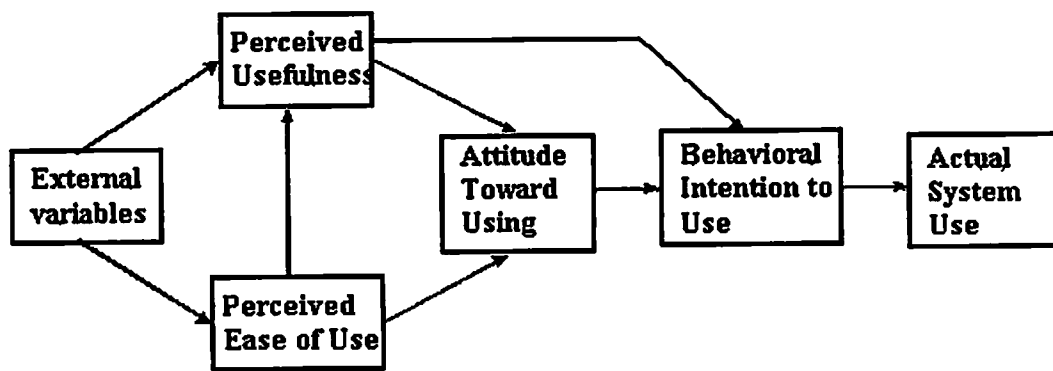 Perceived
Usefulness
External
variables
Perceived
Ease of Use
Attitude
Toward
Using
Behavioral
Intention to
Use
Actual
System
Use